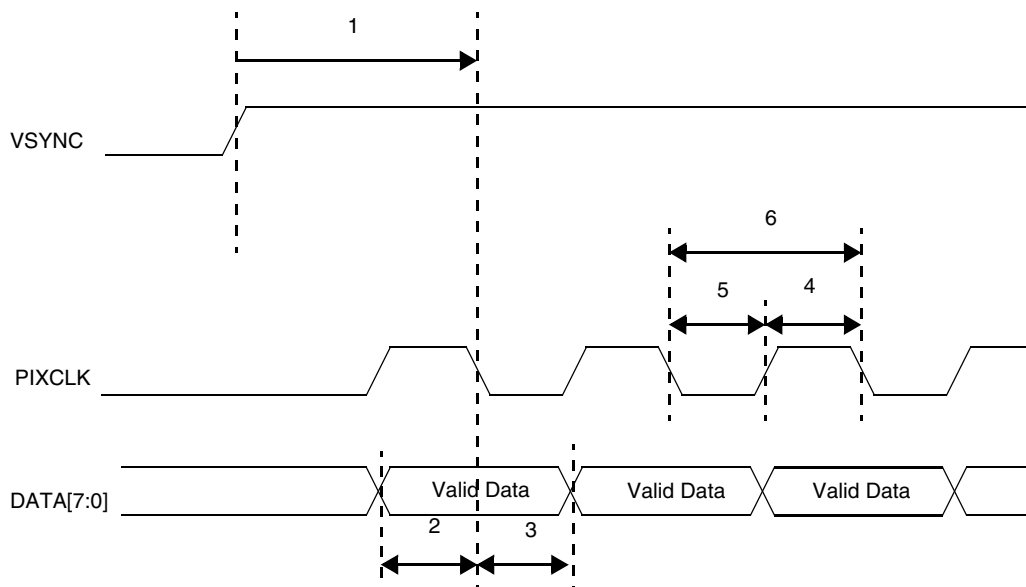 1
VSYNC
6
5
4
PIXCLK
DATA[7:0]
Valid Data
Valid Data
Valid Data
2
3